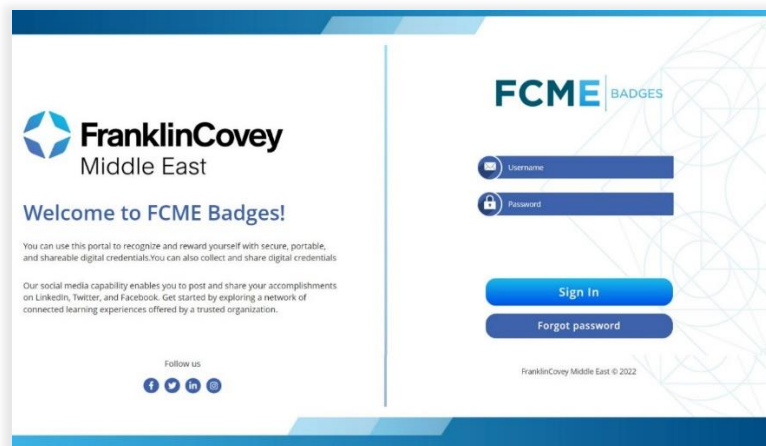 FranklinCovey
Middle East
Welcome to FCME Badges!
You can use this portal to recognize and reward yourself with secure, portable,
and shareable digital credentials.You can also collect and share digital credentials
Our social media capability enables you to post and share your accomplishments
on LinkedIn, Twitter, and Facebook. Get started by exploring a network of
connected learning experiences offered by a trusted organization.
Follow us
FCME BADGES
Username
Password
Sign In
Forgot password
FranklinCovey Middle East © 2022